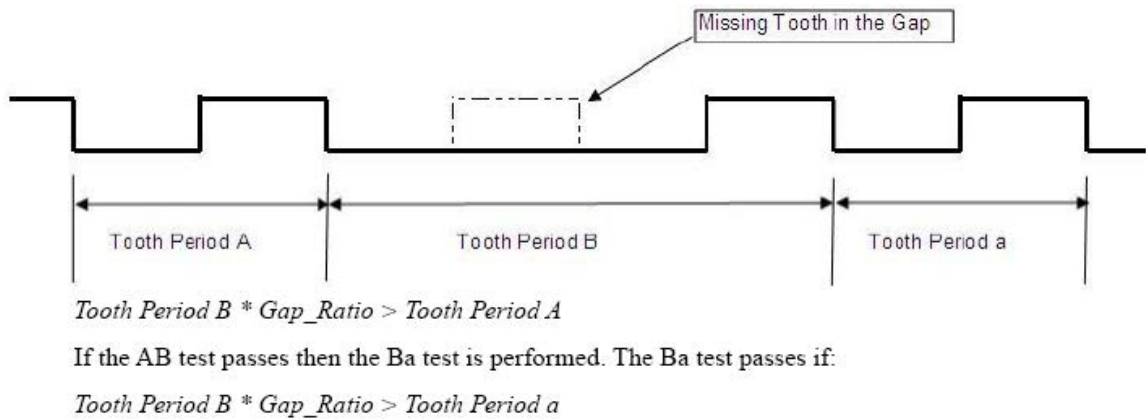 Missing Tooth in the Gap
Tooth Period A
Tooth Period B
Tooth Period a
Tooth Period B * Gap_Ratio > Tooth Period A
If the AB test passes then the Ba test is performed. The Ba test passes if:
Tooth Period B * Gap_Ratio > Tooth Period a